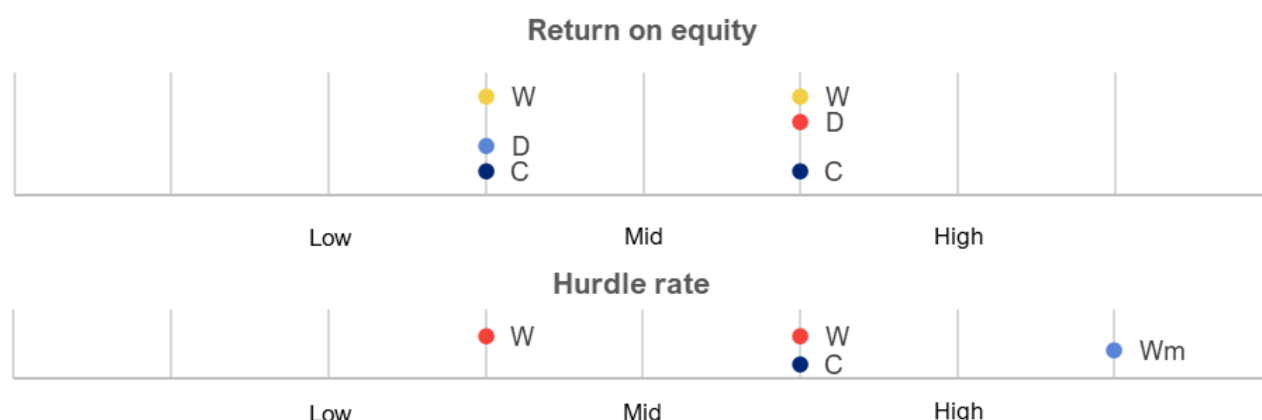 Return on equity
W W
D
D
C C
Low Mid High
Hurdle rate
W W
C
Wm
Low Mid High